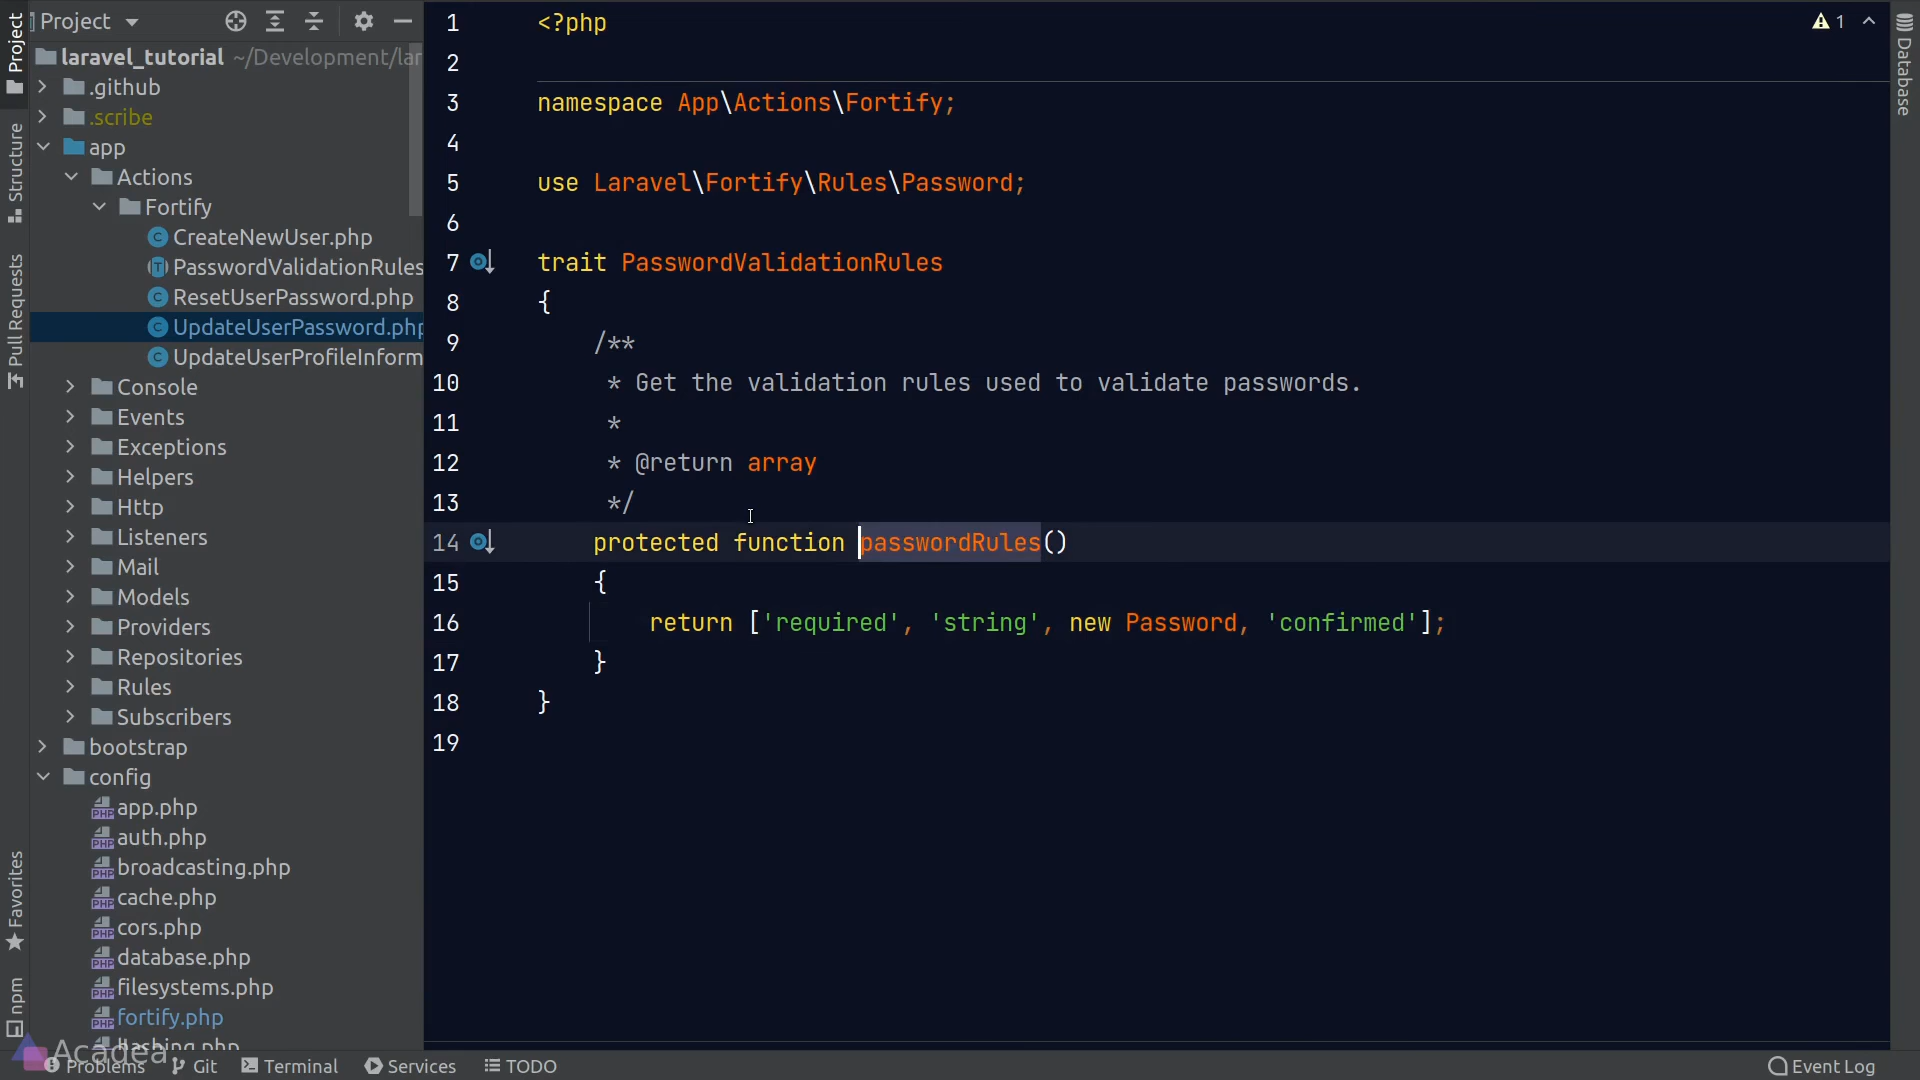 Project
laravel_tutorial ~/Development/lar
.github
.scribe
app
Actions
Fortify
CreateNewUser.php
PasswordValidationRules
ResetUserPassword.php
UpdateUserPassword.php
UpdateUserProfileInform
Console
Events
Exceptions
Helpers
Http
Listeners
Mail
Models
Providers
Repositories
Rules
Subscribers
bootstrap
config
app.php
auth.php
broadcasting.php
cache.php
cors.php
database.php
filesystems.php
fortify.php
hashing.php
Project
Structure
Pull Requests
Favorites
npm
1 <?php
2
3 namespace App\Actions\Fortify;
4
5 use Laravel\Fortify\Rules\Password;
6
7 trait PasswordValidationRules
8 {
9 /**
10 * Get the validation rules used to validate passwords.
11 *
12 * @return array
13 */
14 protected function passwordRules()
15 {
16 return ['required', 'string', new Password, 'confirmed'];
17 }
18 }
19
1
Database
Acadea
Problems Git Terminal Services TODO Event Log